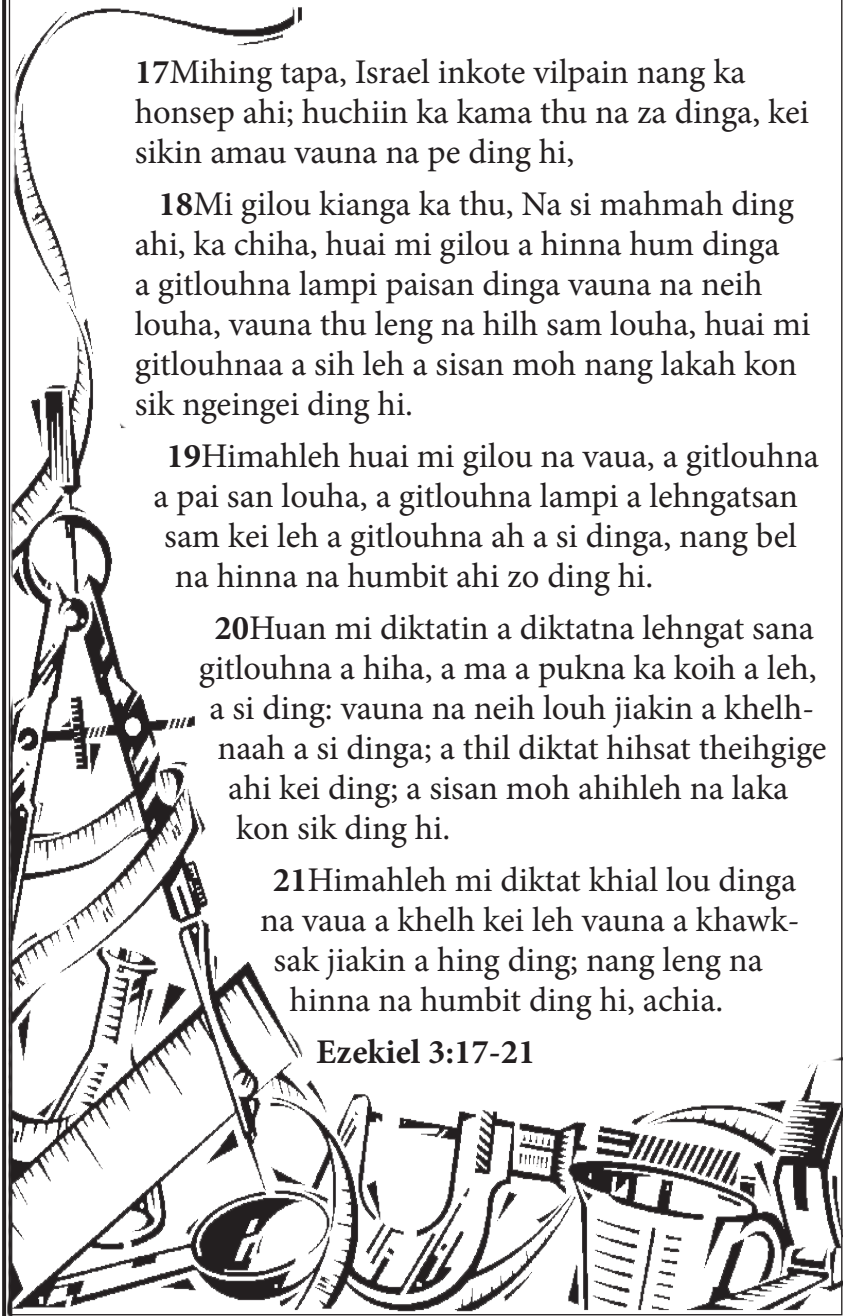 17Mihing tapa, Israel inkote vilpain nang ka
honsep ahi; huchiin ka kama thu na za dinga, kei
sikin amau vauna na pe ding hi,
18Mi gilou kianga ka thu, Na si mahmah ding
ahi, ka chiha, huai mi gilou a hinna hum dinga
a gitlouhna lampi paisan dinga vauna na neih
louha, vauna thu leng na hilh sam louha, huai mi
gitlouhnaa a sih leh a sisan moh nang lakah kon
sik ngeingei ding hi.
19Himahleh huai mi gilou na vaua, a gitlouhna
a pai san louha, a gitlouhna lampi a lehngatsan
sam kei leh a gitlouhna ah a si dinga, nang bel
na hinna na humbit ahi zo ding hi.
20Huan mi diktatin a diktatna lehngat sana
gitlouhna a hiha, a ma a pukna ka koih a leh,
a si ding: vauna na neih louh jiakin a khelh-
naah a si dinga; a thil diktat hihsat theihgige
ahi kei ding; a sisan moh ahihleh na laka
kon sik ding hi.
21Himahleh mi diktat khial lou dinga
na vaua a khelh kei leh vauna a khawk-
sak jiakin a hing ding; nang leng na
hinna na humbit ding hi, achia.
Ezekiel 3:17-21